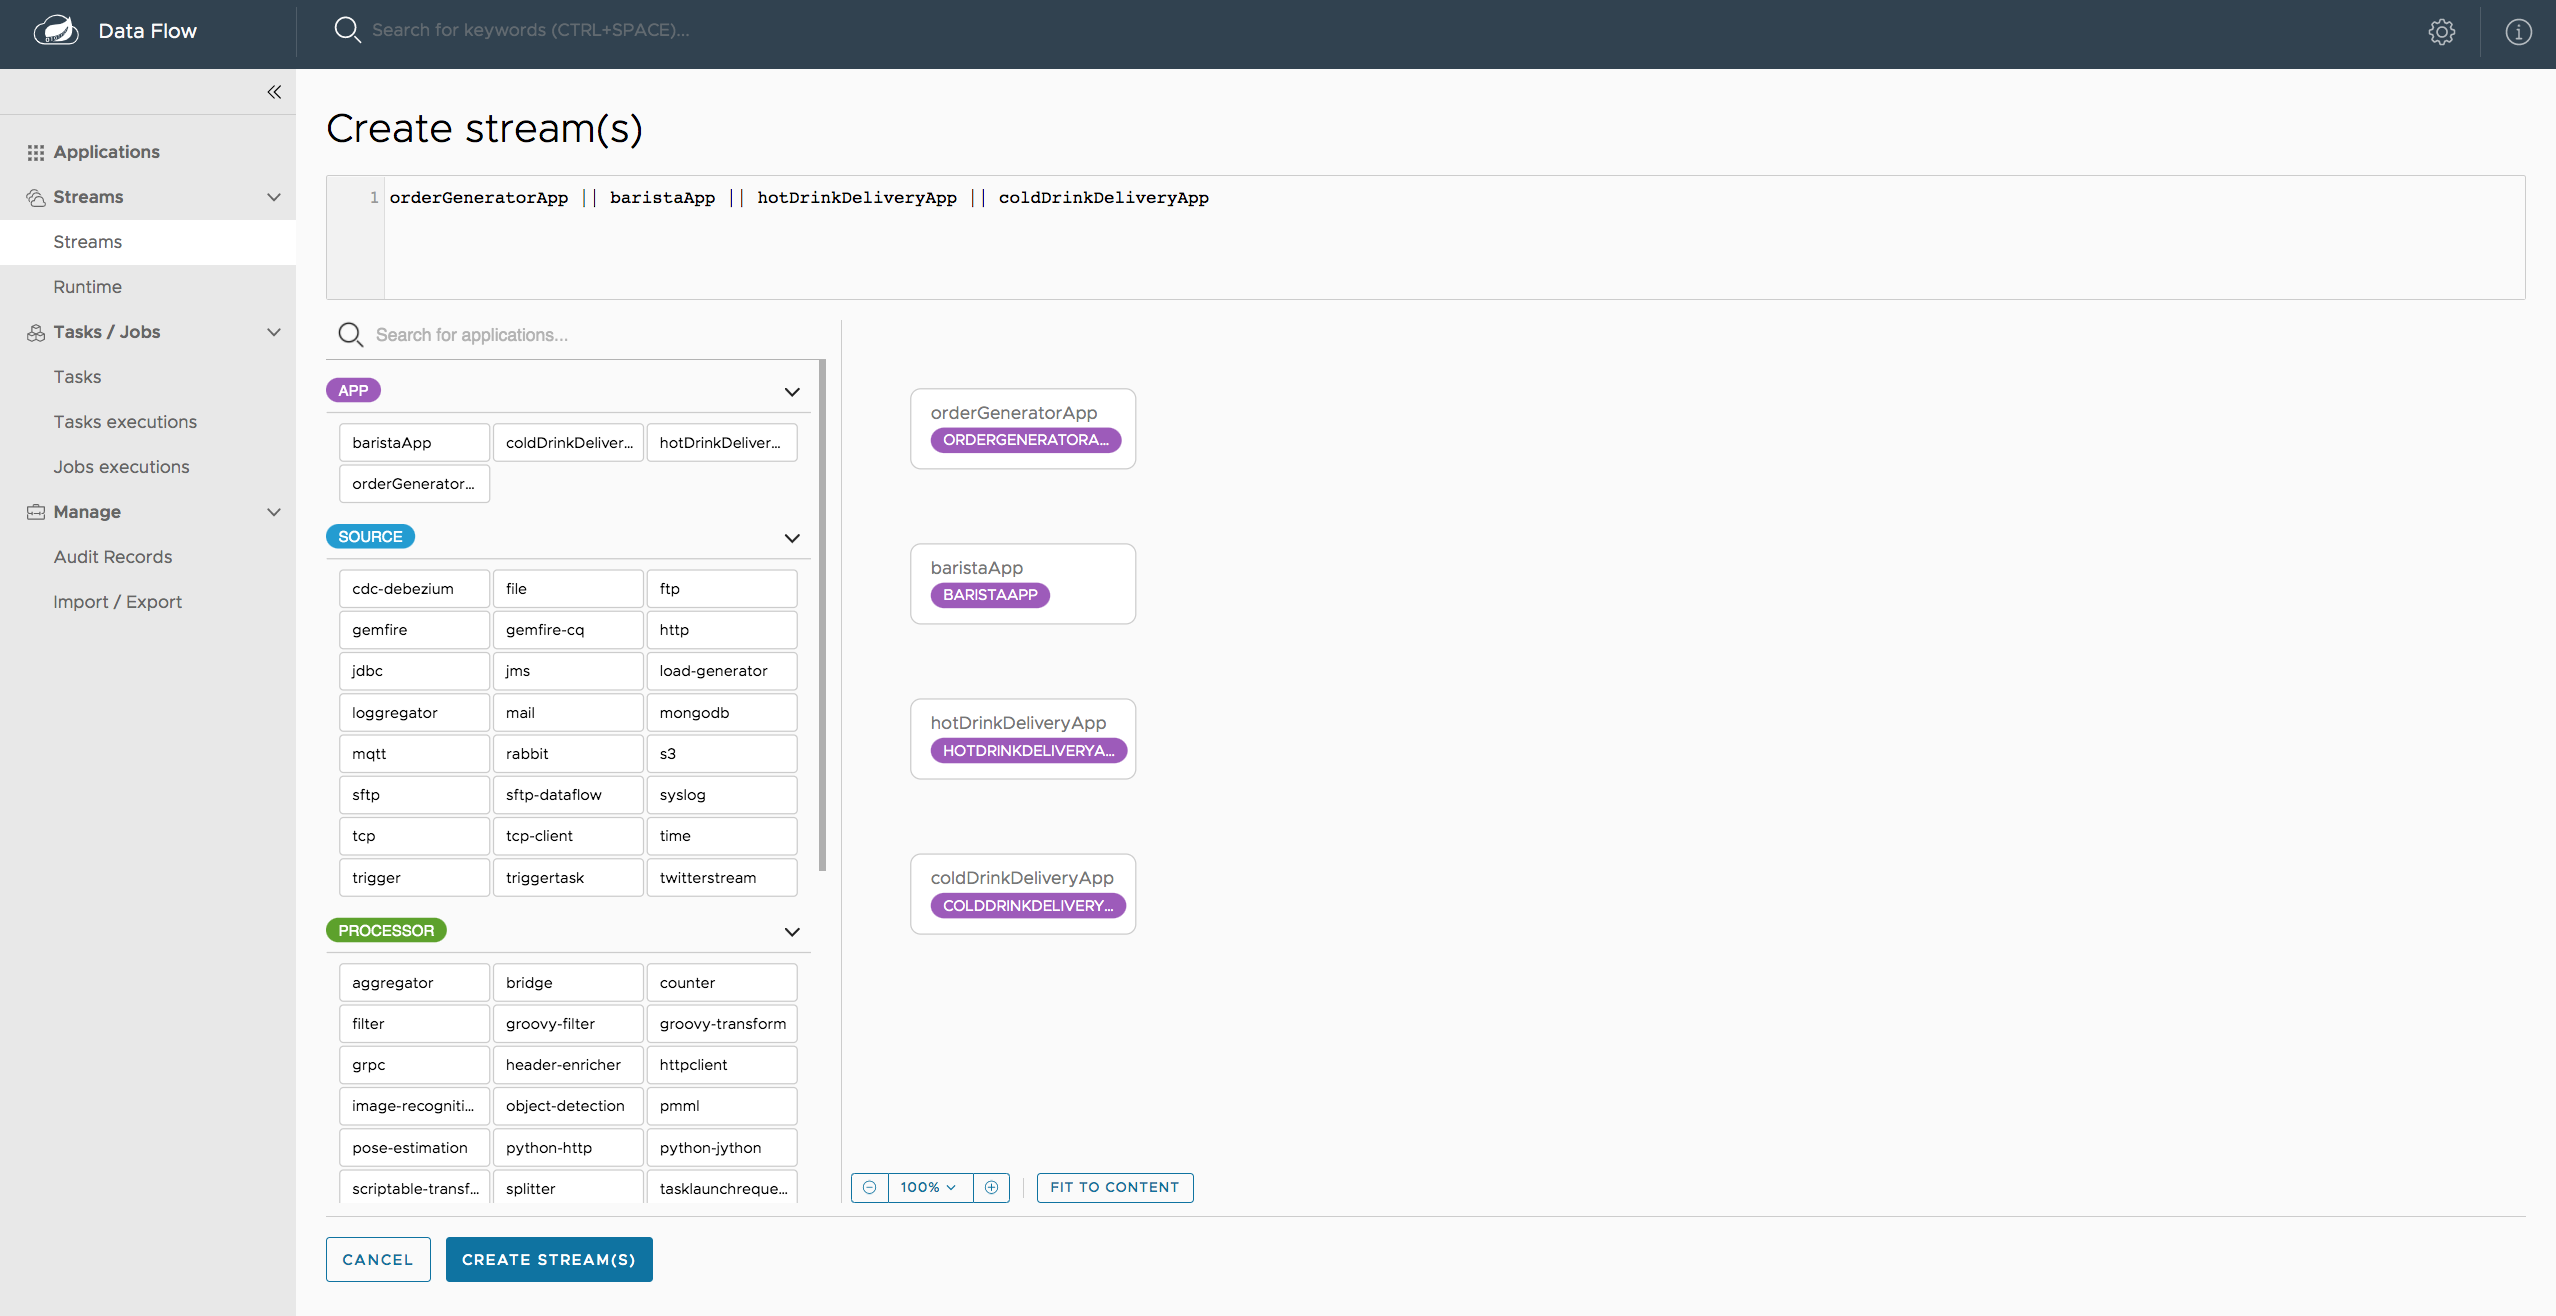 Data Flow
Search for keywords (CTRL+SPACE)...
Applications
Streams
Streams
Runtime
Tasks / Jobs
Tasks
Tasks executions
Jobs executions
Manage
Audit Records
Import / Export
Create stream(s)
1 orderGeneratorApp || baristaApp || hotDrinkDeliveryApp || coldDrinkDeliveryApp
Search for applications...
APP
baristaApp coldDrinkDeliver... hotDrinkDeliver...
orderGenerator...
SOURCE
cdc-debezium file ftp
gemfire gemfire-cq http
jdbc jms load-generator
loggregator mail mongodb
mqtt rabbit s3
sftp sftp-dataflow syslog
tcp tcp-client time
trigger triggertask twitterstream
PROCESSOR
aggregator bridge counter
filter groovy-filter groovy-transform
grpc header-enricher httpclient
image-recogniti... object-detection pmml
pose-estimation python-http python-jython
scriptable-transf... splitter tasklaunchreque...
orderGeneratorApp
ORDERGENERATORA...
baristaApp
BARISTAAPP
hotDrinkDeliveryApp
HOTDRINKDELIVERYA...
coldDrinkDeliveryApp
COLDDRINKDELIVERY...
100% FIT TO CONTENT
CANCEL CREATE STREAM(S)